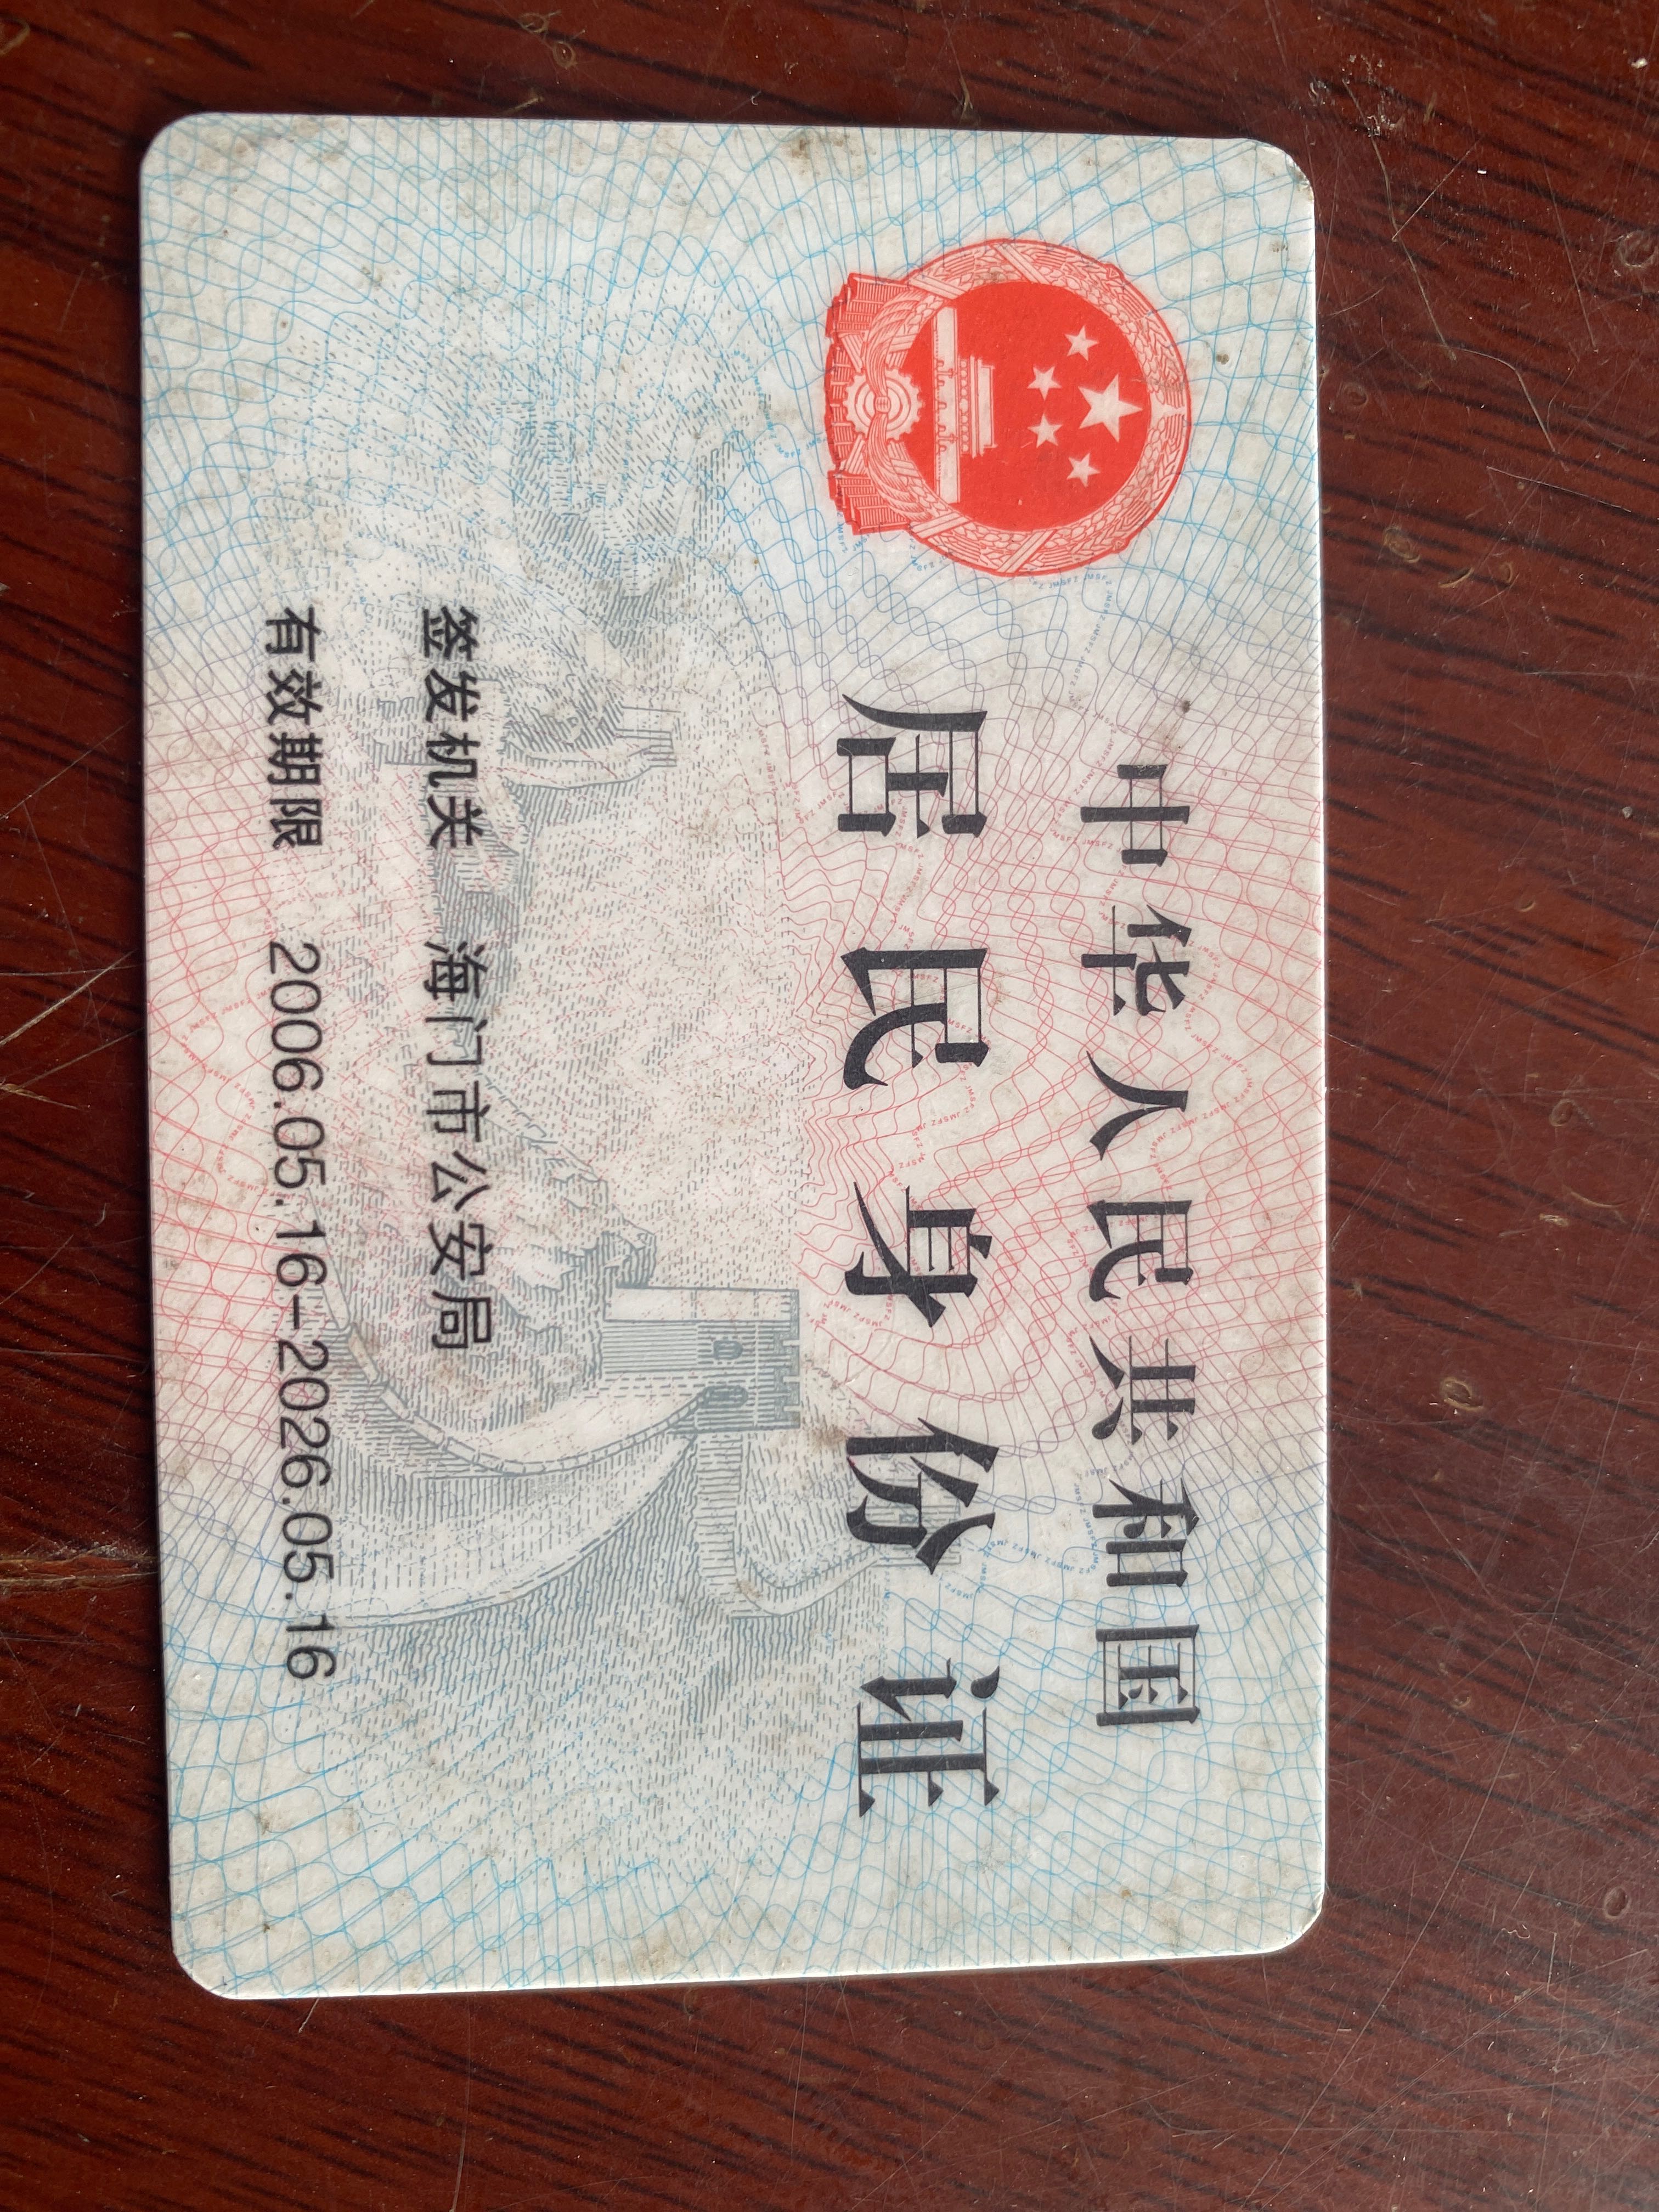 中华人民共和国
居民身份证
签发机关 海门市公安局
有效期限 2006.05.16-2026.05.16